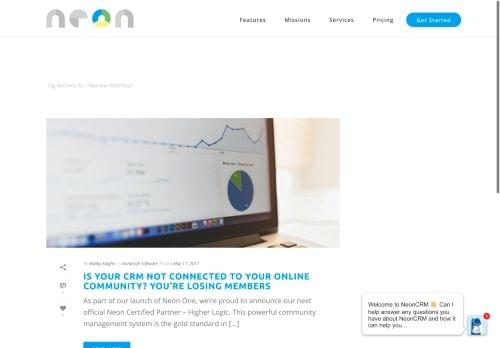 neon
Features Missions Services Pricing Get Started
Tag Archives for: "Member Retention"
By Bobby Kaighn In Nonprofit Software Posted May 17, 2017
IS YOUR CRM NOT CONNECTED TO YOUR ONLINE
COMMUNITY? YOU'RE LOSING MEMBERS
As part of our launch of Neon One, we're proud to announce our next
official Neon Certified Partner – Higher Logic. This powerful community
management system is the gold standard in [...]
Welcome to NeonCRM 👋 Can I
help answer any questions you
have about NeonCRM and how it
can help you...
1